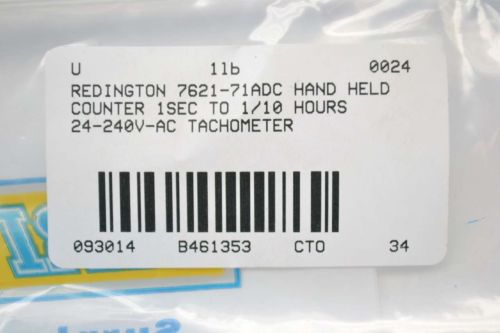 U 1lb 0024
REDINGTON 7621-71ADC HAND HELD
COUNTER 1SEC TO 1/10 HOURS
24-240V-AC TACHOMETER
093014 B461353 CTO 34